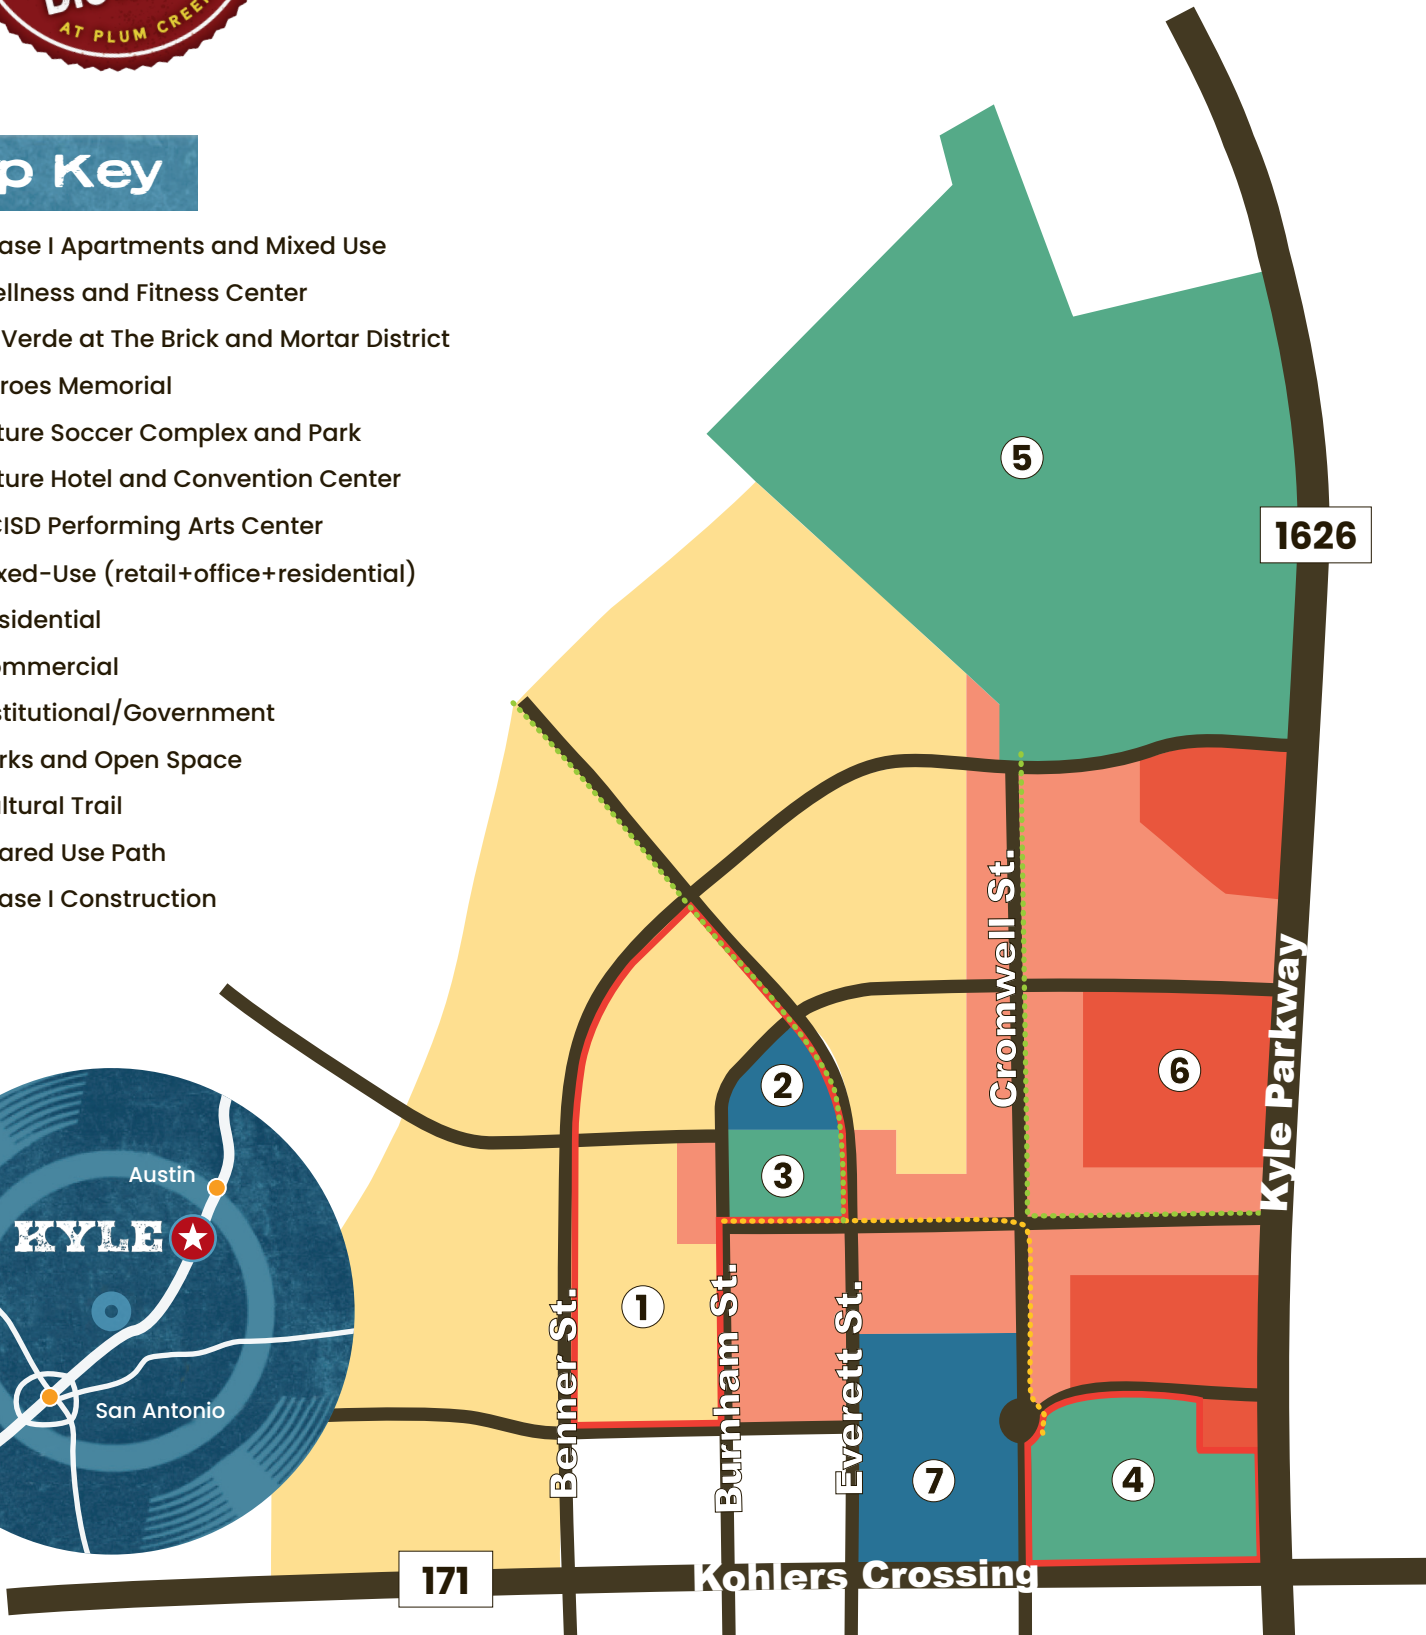 AT PLUM CREE
p Key
ase I Apartments and Mixed Use
ellness and Fitness Center
Verde at The Brick and Mortar District
roes Memorial
ture Soccer Complex and Park
ture Hotel and Convention Center
CISD Performing Arts Center
xed-Use (retail+office+residential)
sidential
ommercial
stitutional/Government
rks and Open Space
ultural Trail
ared Use Path
ase I Construction
5
1626
Cromwell St.
Kyle Parkway
6
2
3
1
Benner St.
Burnham St.
Everett St.
7
4
171
Kohlers Crossing
Austin
KYLE
San Antonio